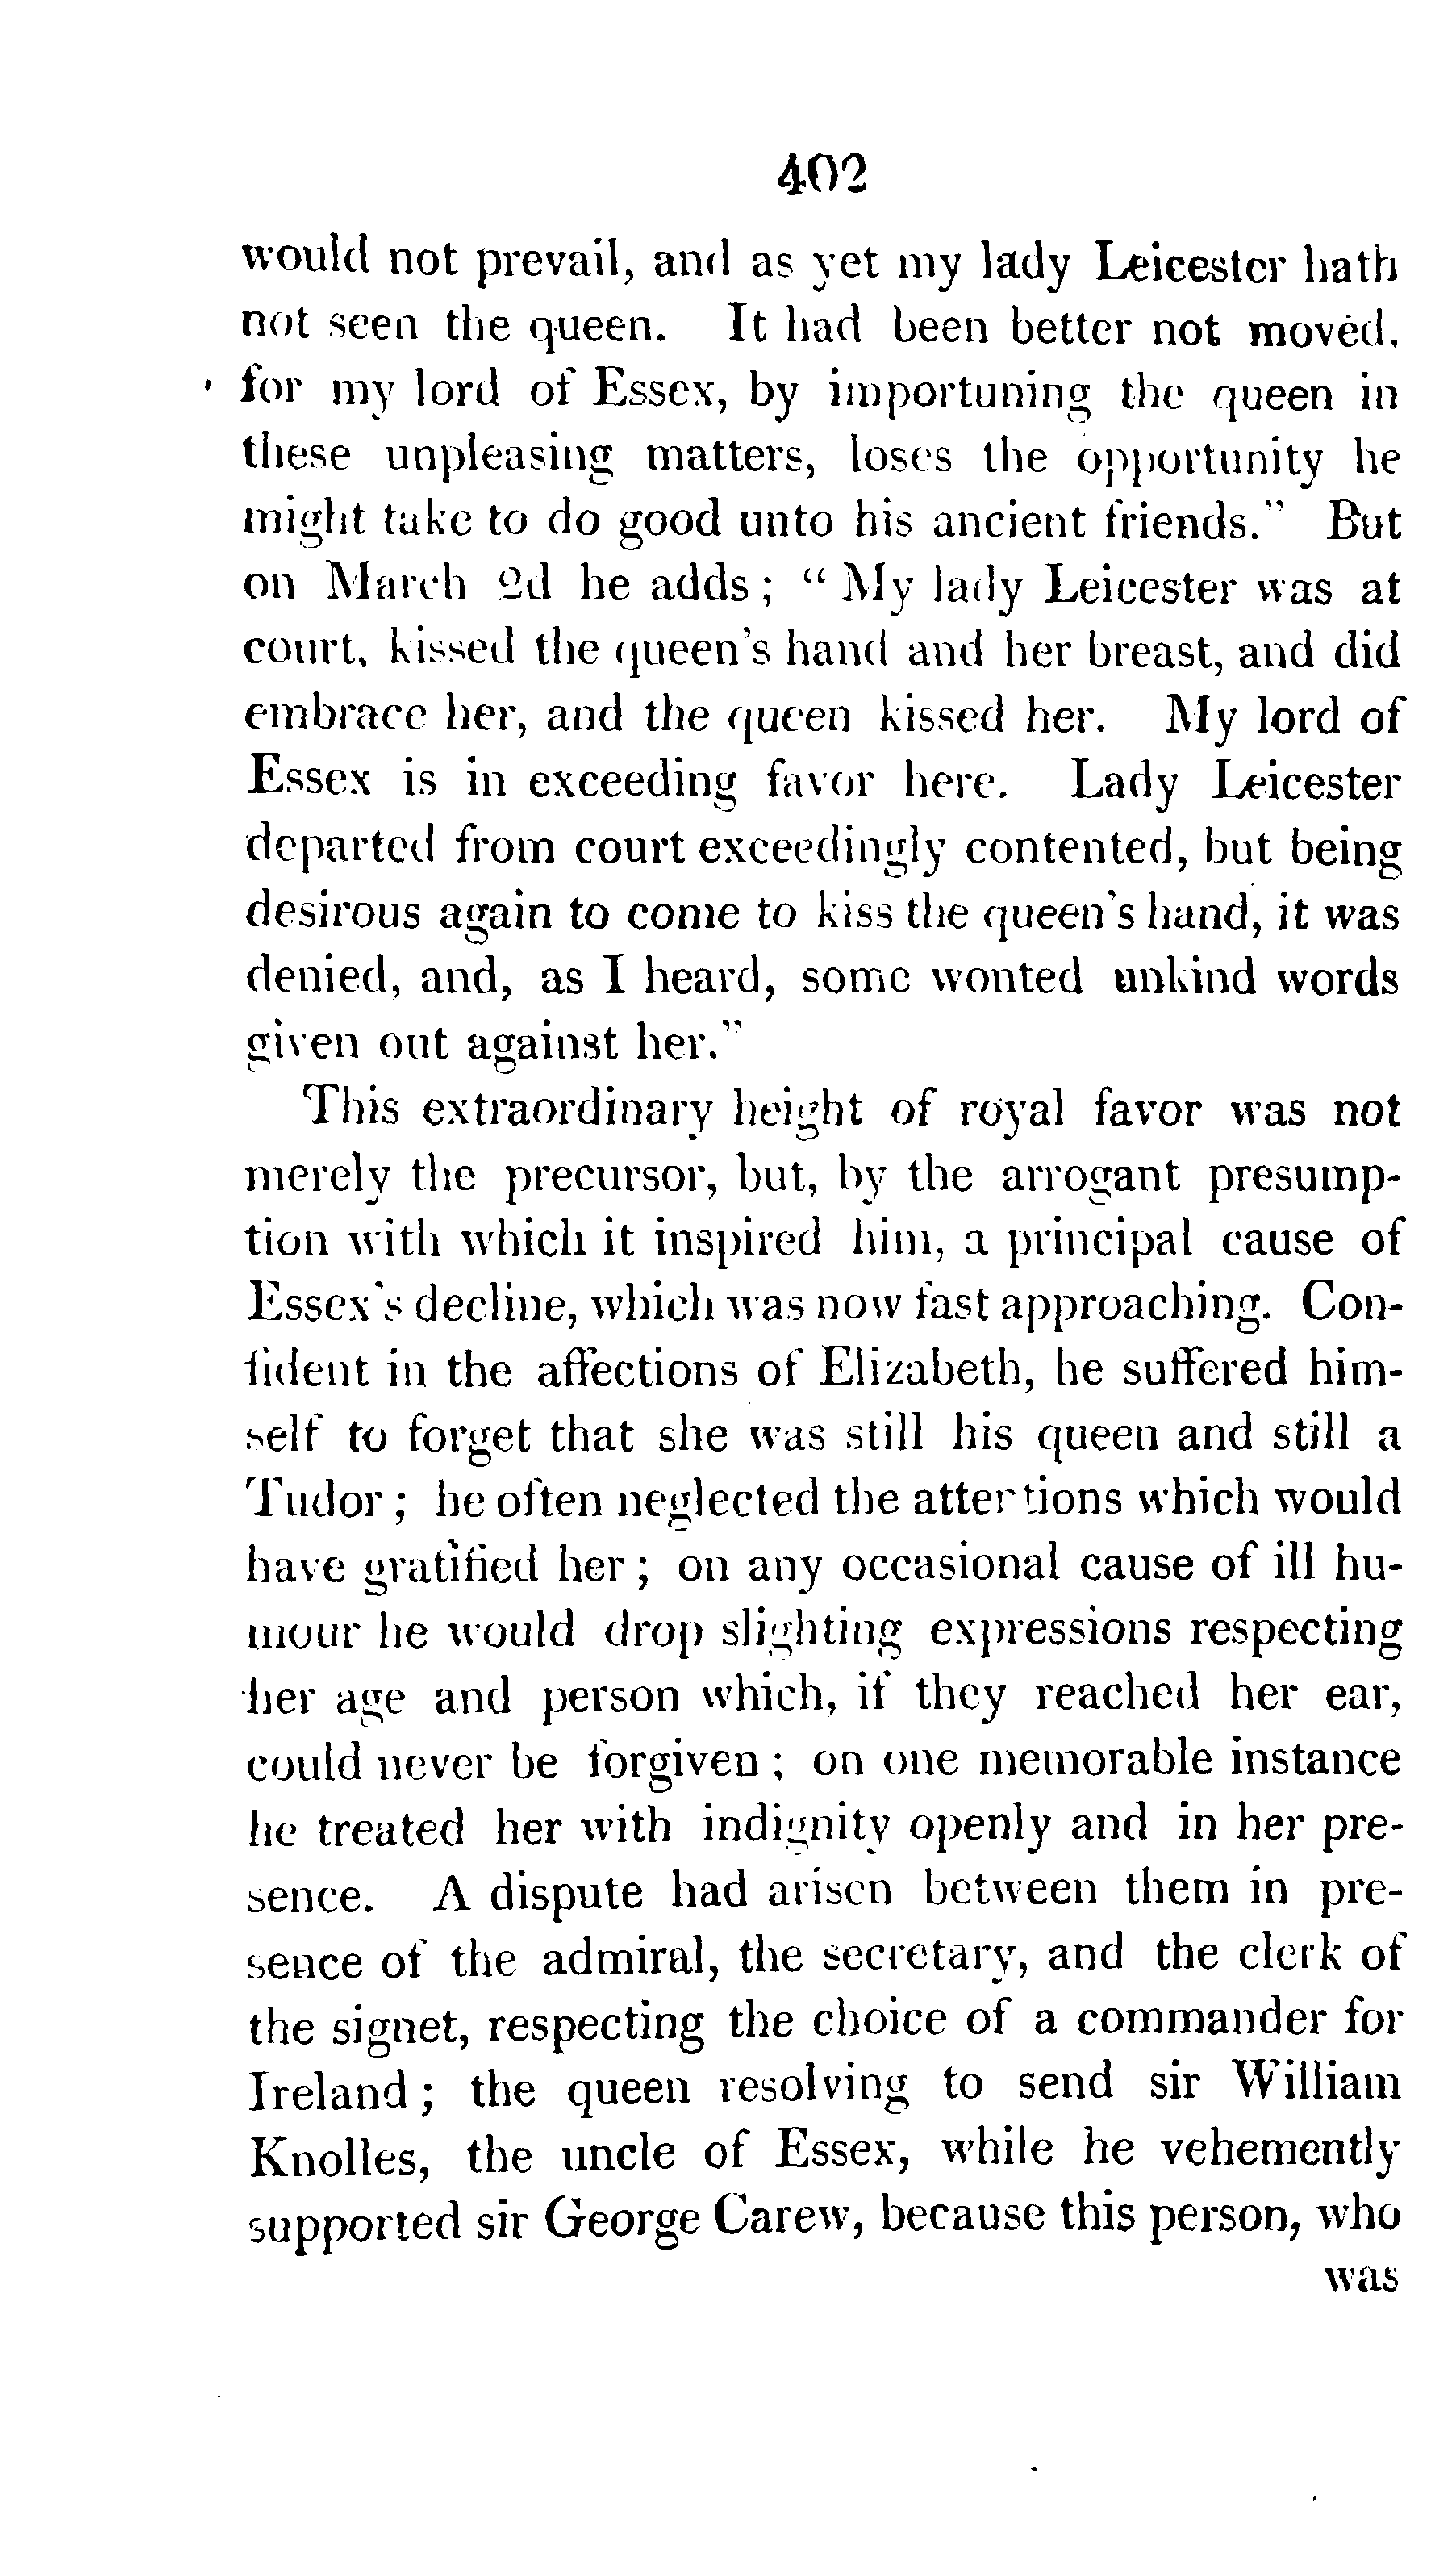 402
would not prevail, and as yet my lady Leicester hath
not seen the queen. It had been better not moved,
for my lord of Essex, by importuning the queen in
these unpleasing matters, loses the opportunity he
might take to do good unto his ancient friends." But
on March 2d he adds; "My lady Leicester was at
court, kissed the queen's hand and her breast, and did
embrace her, and the queen kissed her. My lord of
Essex is in exceeding favor here. Lady Leicester
departed from court exceedingly contented, but being
desirous again to come to kiss the queen's hand, it was
denied, and, as I heard, some wonted unkind words
given out against her."
This extraordinary height of royal favor was not
merely the precursor, but, by the arrogant presump-
tion with which it inspired him, a principal cause of
Essex's decline, which was now fast approaching. Con-
fident in the affections of Elizabeth, he suffered him-
self to forget that she was still his queen and still a
Tudor; he often neglected the attentions which would
have gratified her; on any occasional cause of ill hu-
mour he would drop slighting expressions respecting
her age and person which, if they reached her ear,
could never be forgiven; on one memorable instance
he treated her with indignity openly and in her pre-
sence. A dispute had arisen between them in pre-
sence of the admiral, the secretary, and the clerk of
the signet, respecting the choice of a commander for
Ireland; the queen resolving to send sir William
Knolles, the uncle of Essex, while he vehemently
supported sir George Carew, because this person, who
was